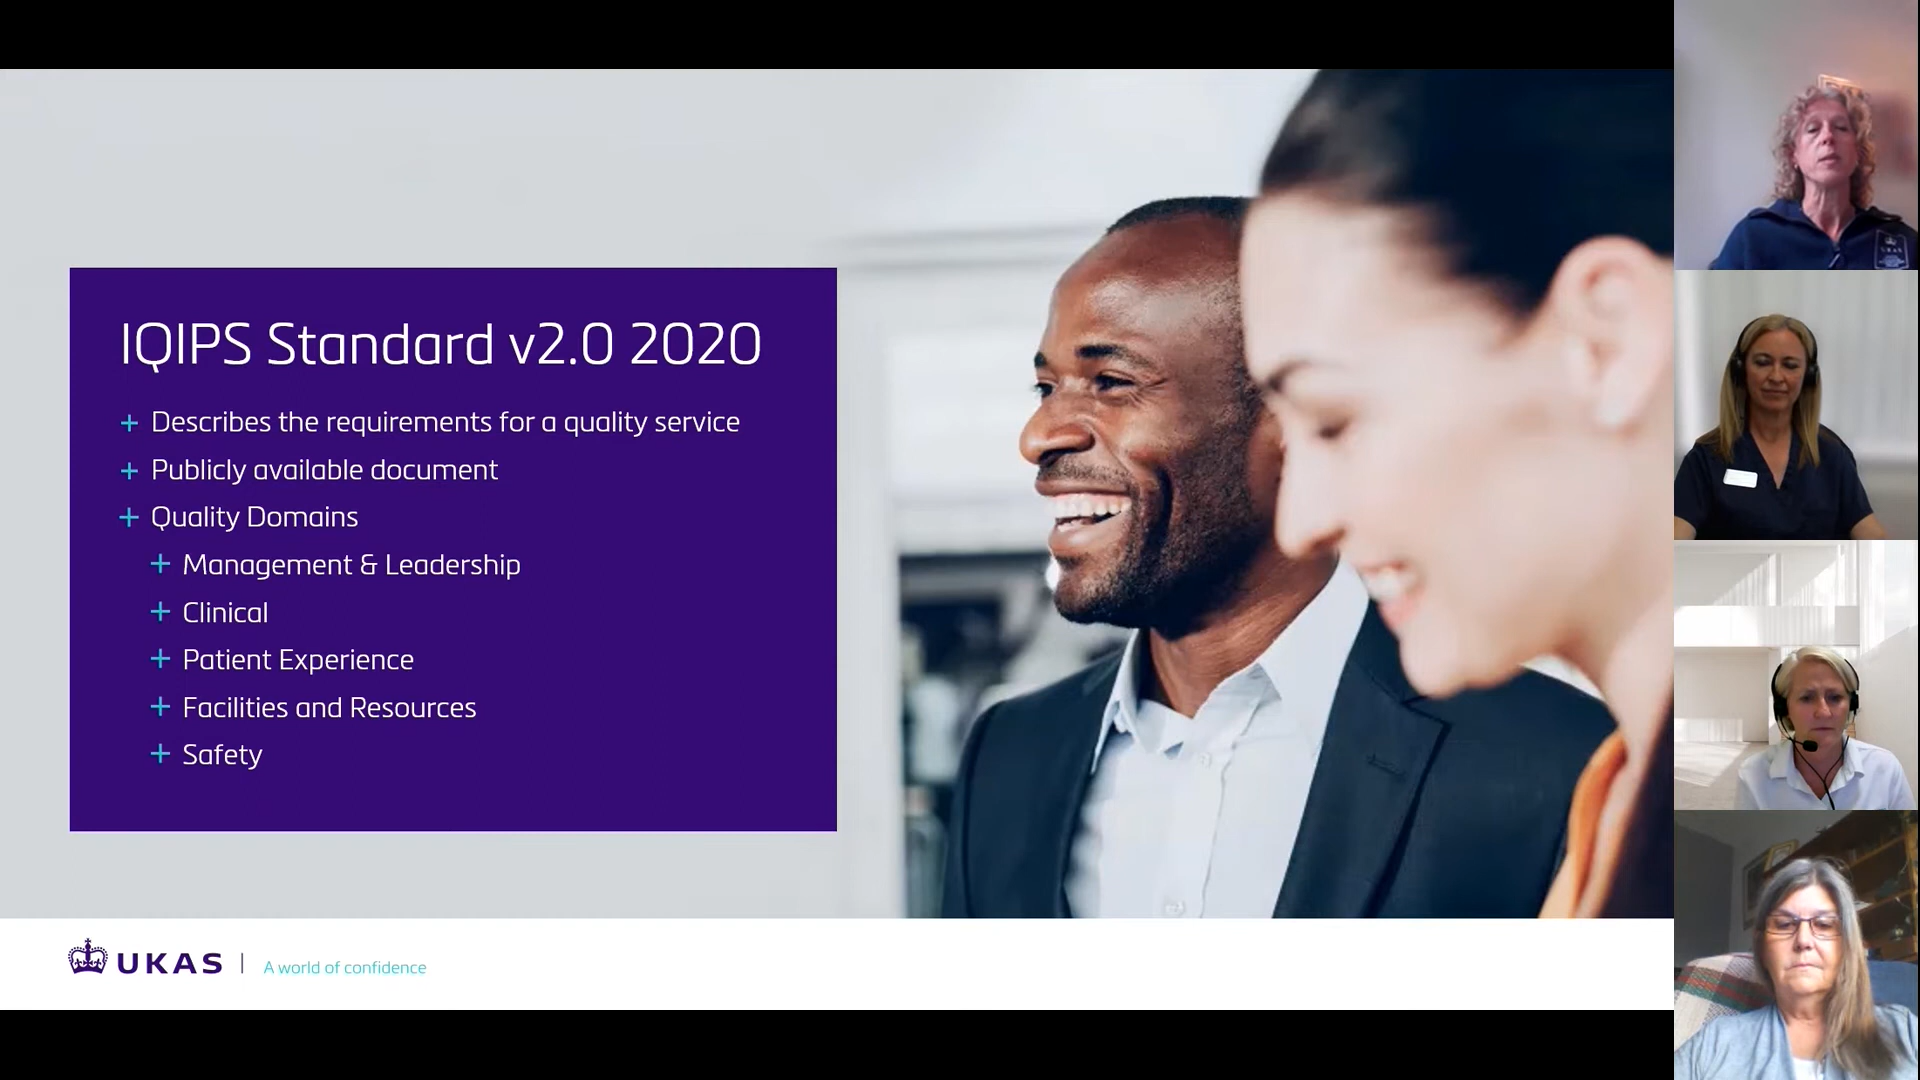 IQIPS Standard v2.0 2020
+ Describes the requirements for a quality service
+ Publicly available document
+ Quality Domains
+ Management & Leadership
+ Clinical
+ Patient Experience
+ Facilities and Resources
+ Safety
UKAS | A world of confidence
UKAS